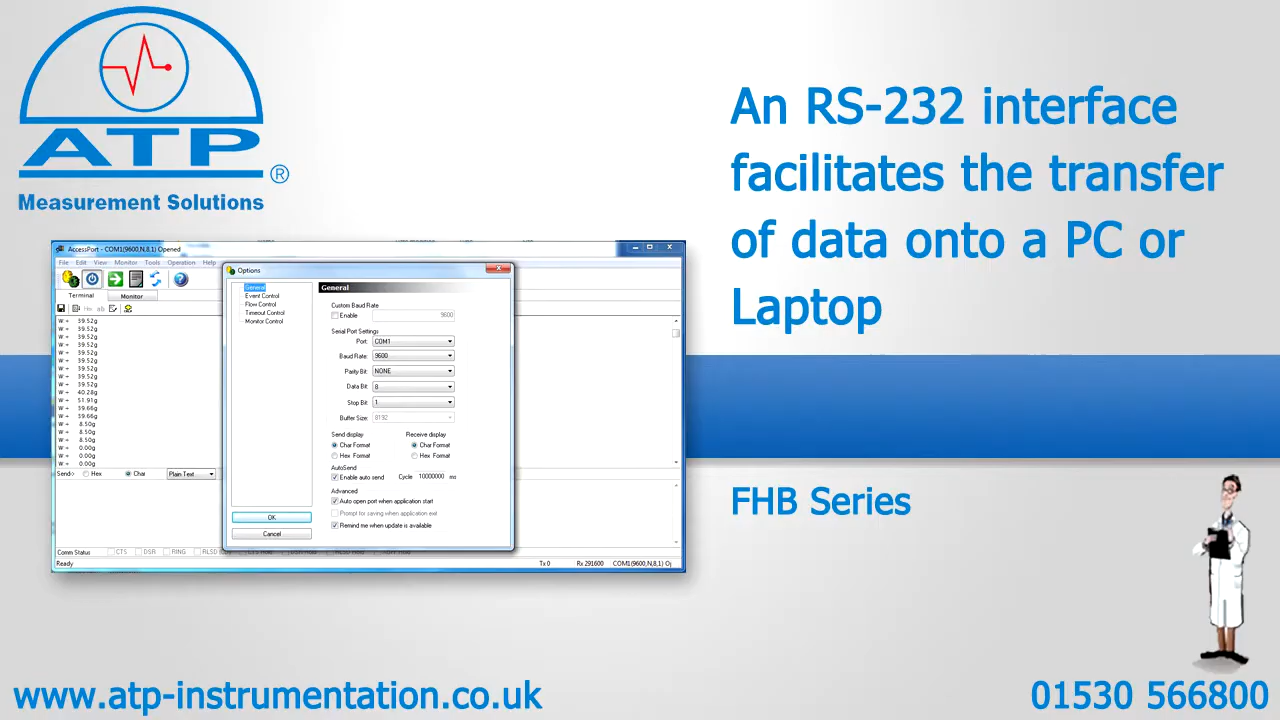 ATP
®
Measurement Solutions
An RS-232 interface
facilitates the transfer
of data onto a PC or
Laptop
AccessPort - COM1(9600,N,8,1) Opened
File Edit View Monitor Tools Operation Help
Terminal Monitor
Hex ab
W + 39.52g
W + 39.52g
W + 39.52g
W + 39.52g
W + 39.52g
W + 39.52g
W + 39.52g
W + 39.52g
W + 39.52g
W + 40.28g
W + 51.91g
W + 39.66g
W + 8.50g
W + 8.50g
W + 8.50g
W + 0.00g
W + 0.00g
W + 0.00g
Send-> Hex Char Plain Text
Comm Status CTS DSR RING
Ready Tx 0 Rx 291600 COM1(9600,N,8,1)
Options
General
Event Control
Flow Control
Timeout Control
Monitor Control
OK
Cancel
General
Custom Baud Rate
Enable 9600
Serial Port Settings
Port: COM1
Baud Rate: 9600
Parity Bit: NONE
Data Bit: 8
Stop Bit: 1
Buffer Size: 8192
Send display Receive display
Char Format Char Format
Hex Format Hex Format
AutoSend
Enable auto send Cycle 10000000 ms
Advanced
Auto open port when application start
Prompt for saving when application exit
Remind me when update is available
FHB Series
www.atp-instrumentation.co.uk
01530 566800